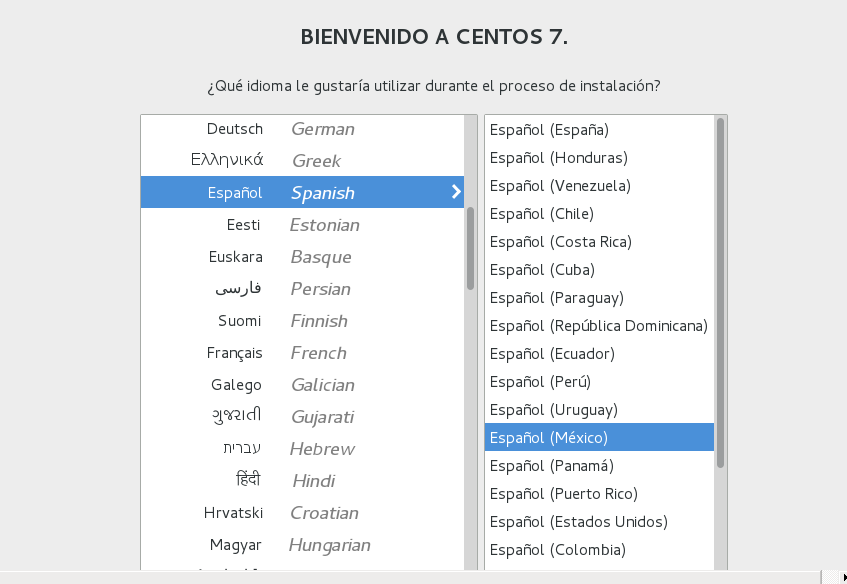 BIENVENIDO A CENTOS 7.
¿Qué idioma le gustaría utilizar durante el proceso de instalación?
Deutsch German
Ελληνικά Greek
Español Spanish
Eesti Estonian
Euskara Basque
فارسی Persian
Suomi Finnish
Français French
Galego Galician
ગુજરાતી Gujarati
עברית Hebrew
हिंदी Hindi
Hrvatski Croatian
Magyar Hungarian
Español (España)
Español (Honduras)
Español (Venezuela)
Español (Chile)
Español (Costa Rica)
Español (Cuba)
Español (Paraguay)
Español (República Dominicana)
Español (Ecuador)
Español (Perú)
Español (Uruguay)
Español (México)
Español (Panamá)
Español (Puerto Rico)
Español (Estados Unidos)
Español (Colombia)